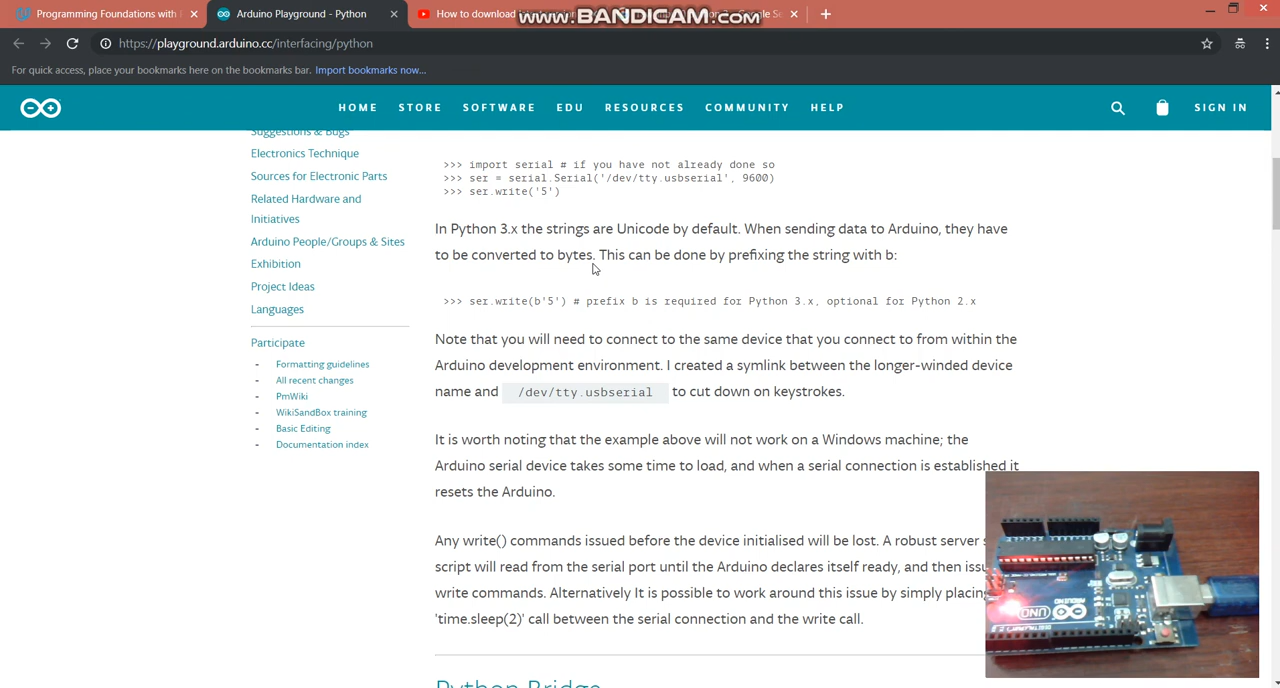 Programming Foundations with
Arduino Playground - Python
How to download
www.BANDICAM.com
https://playground.arduino.cc/interfacing/python
For quick access, place your bookmarks here on the bookmarks bar. Import bookmarks now...
HOME STORE SOFTWARE EDU RESOURCES COMMUNITY HELP SIGN IN
Suggestions & Bugs
Electronics Technique
Sources for Electronic Parts
Related Hardware and
Initiatives
Arduino People/Groups & Sites
Exhibition
Project Ideas
Languages
Participate
- Formatting guidelines
- All recent changes
- PmWiki
- WikiSandBox training
- Basic Editing
- Documentation index
>>> import serial # if you have not already done so
>>> ser = serial.Serial('/dev/tty.usbserial', 9600)
>>> ser.write('5')
In Python 3.x the strings are Unicode by default. When sending data to Arduino, they have
to be converted to bytes. This can be done by prefixing the string with b:
>>> ser.write(b'5') # prefix b is required for Python 3.x, optional for Python 2.x
Note that you will need to connect to the same device that you connect to from within the
Arduino development environment. I created a symlink between the longer-winded device
name and /dev/tty.usbserial to cut down on keystrokes.
It is worth noting that the example above will not work on a Windows machine; the
Arduino serial device takes some time to load, and when a serial connection is established it
resets the Arduino.
Any write() commands issued before the device initialised will be lost. A robust server
script will read from the serial port until the Arduino declares itself ready, and then issu
write commands. Alternatively It is possible to work around this issue by simply placing
'time.sleep(2)' call between the serial connection and the write call.
Python Bridge
UNO
ARDUINO